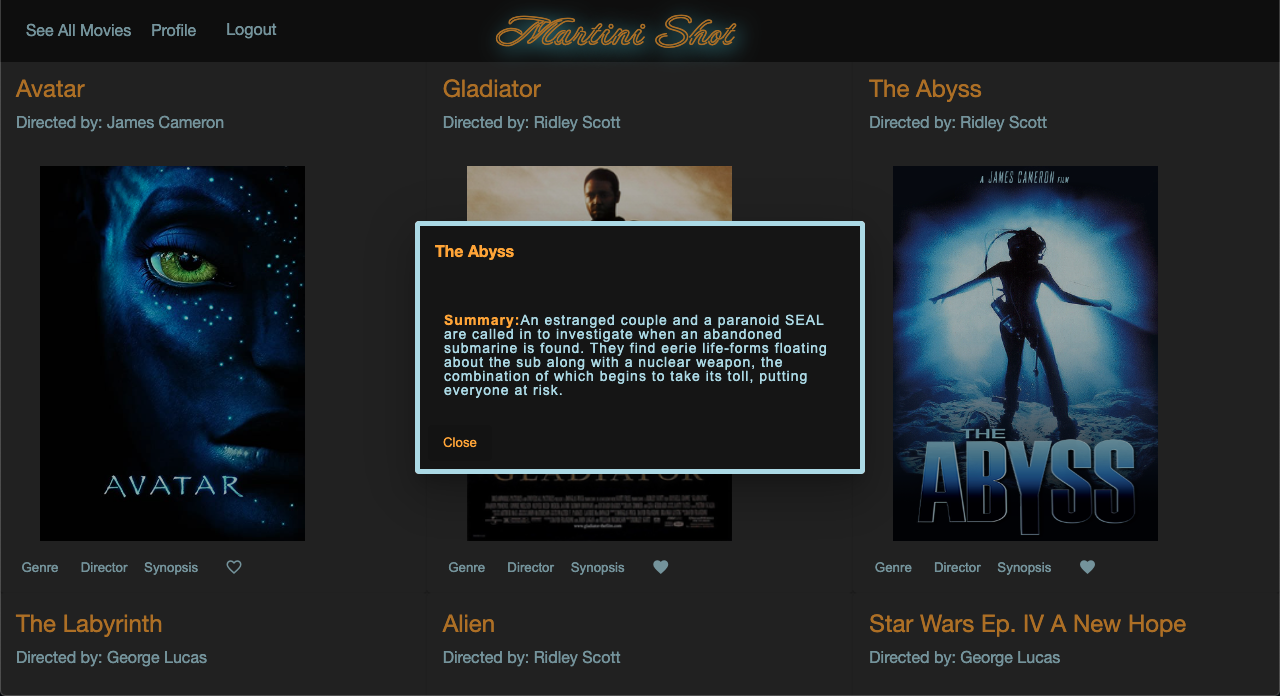 See All Movies Profile Logout Martini Shot
Avatar Gladiator The Abyss
Directed by: James Cameron Directed by: Ridley Scott Directed by: Ridley Scott
A JAMES CAMERON FILM
The Abyss
Summary:An estranged couple and a paranoid SEAL
are called in to investigate when an abandoned
submarine is found. They find eerie life-forms floating
about the sub along with a nuclear weapon, the
combination of which begins to take its toll, putting
everyone at risk.
Close
AVATAR
GLADIATOR
THE
ABYSS
Genre Director Synopsis Genre Director Synopsis Genre Director Synopsis
The Labyrinth Alien Star Wars Ep. IV A New Hope
Directed by: George Lucas Directed by: Ridley Scott Directed by: George Lucas